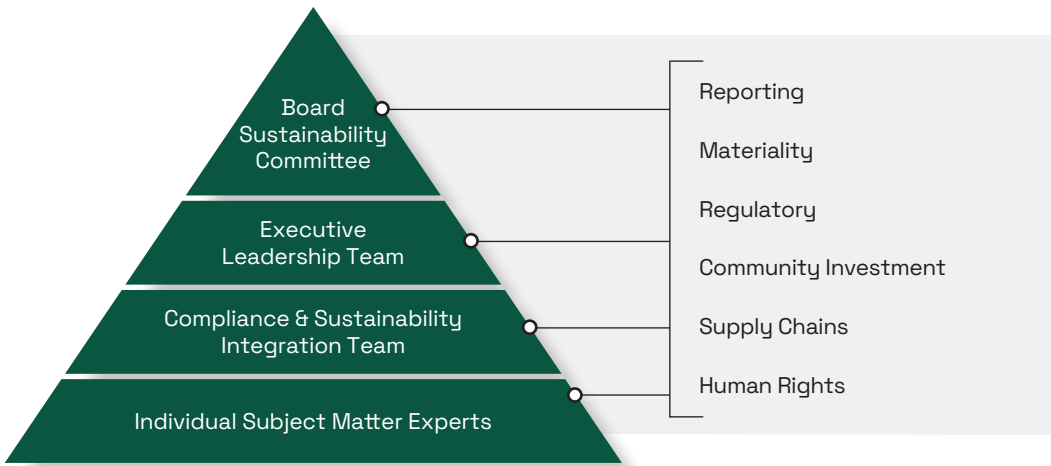 Board
Sustainability
Committee
Executive
Leadership Team
Compliance & Sustainability
Integration Team
Individual Subject Matter Experts
Reporting
Materiality
Regulatory
Community Investment
Supply Chains
Human Rights